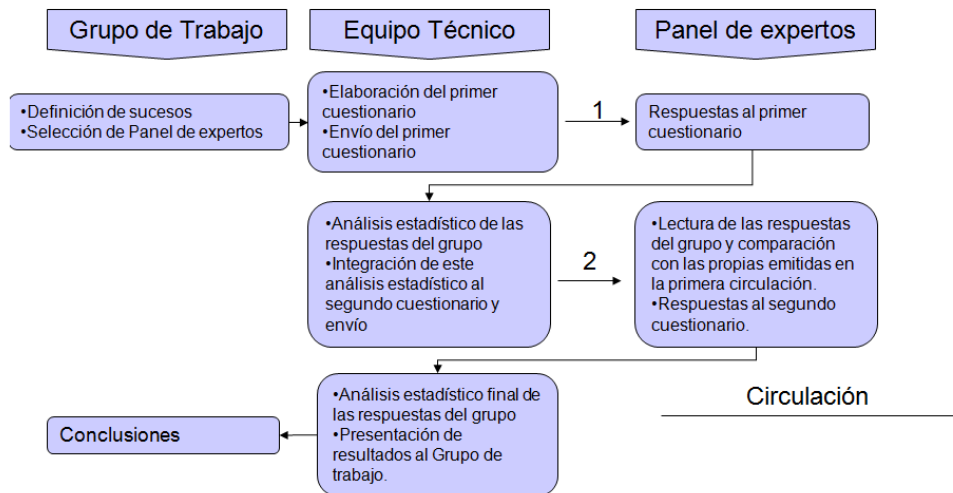 Grupo de Trabajo
Equipo Técnico
Panel de expertos
•Definición de sucesos
•Selección de Panel de expertos
•Elaboración del primer
cuestionario
•Envío del primer
cuestionario
1
Respuestas al primer
cuestionario
•Análisis estadístico de las
respuestas del grupo
•Integración de este
análisis estadístico al
segundo cuestionario y
envío
2
•Lectura de las respuestas
del grupo y comparación
con las propias emitidas en
la primera circulación.
•Respuestas al segundo
cuestionario.
•Análisis estadístico final de
las respuestas del grupo
•Presentación de
resultados al Grupo de
trabajo.
Conclusiones
Circulación